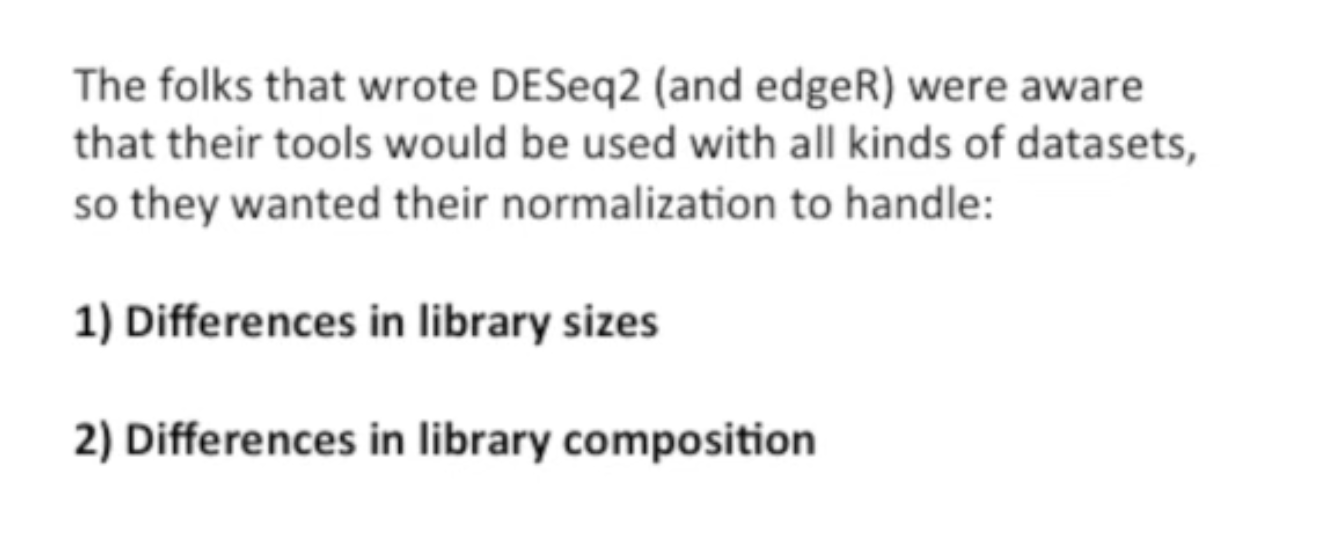 The folks that wrote DESeq2 (and edgeR) were aware
that their tools would be used with all kinds of datasets,
so they wanted their normalization to handle:
1) Differences in library sizes
2) Differences in library composition